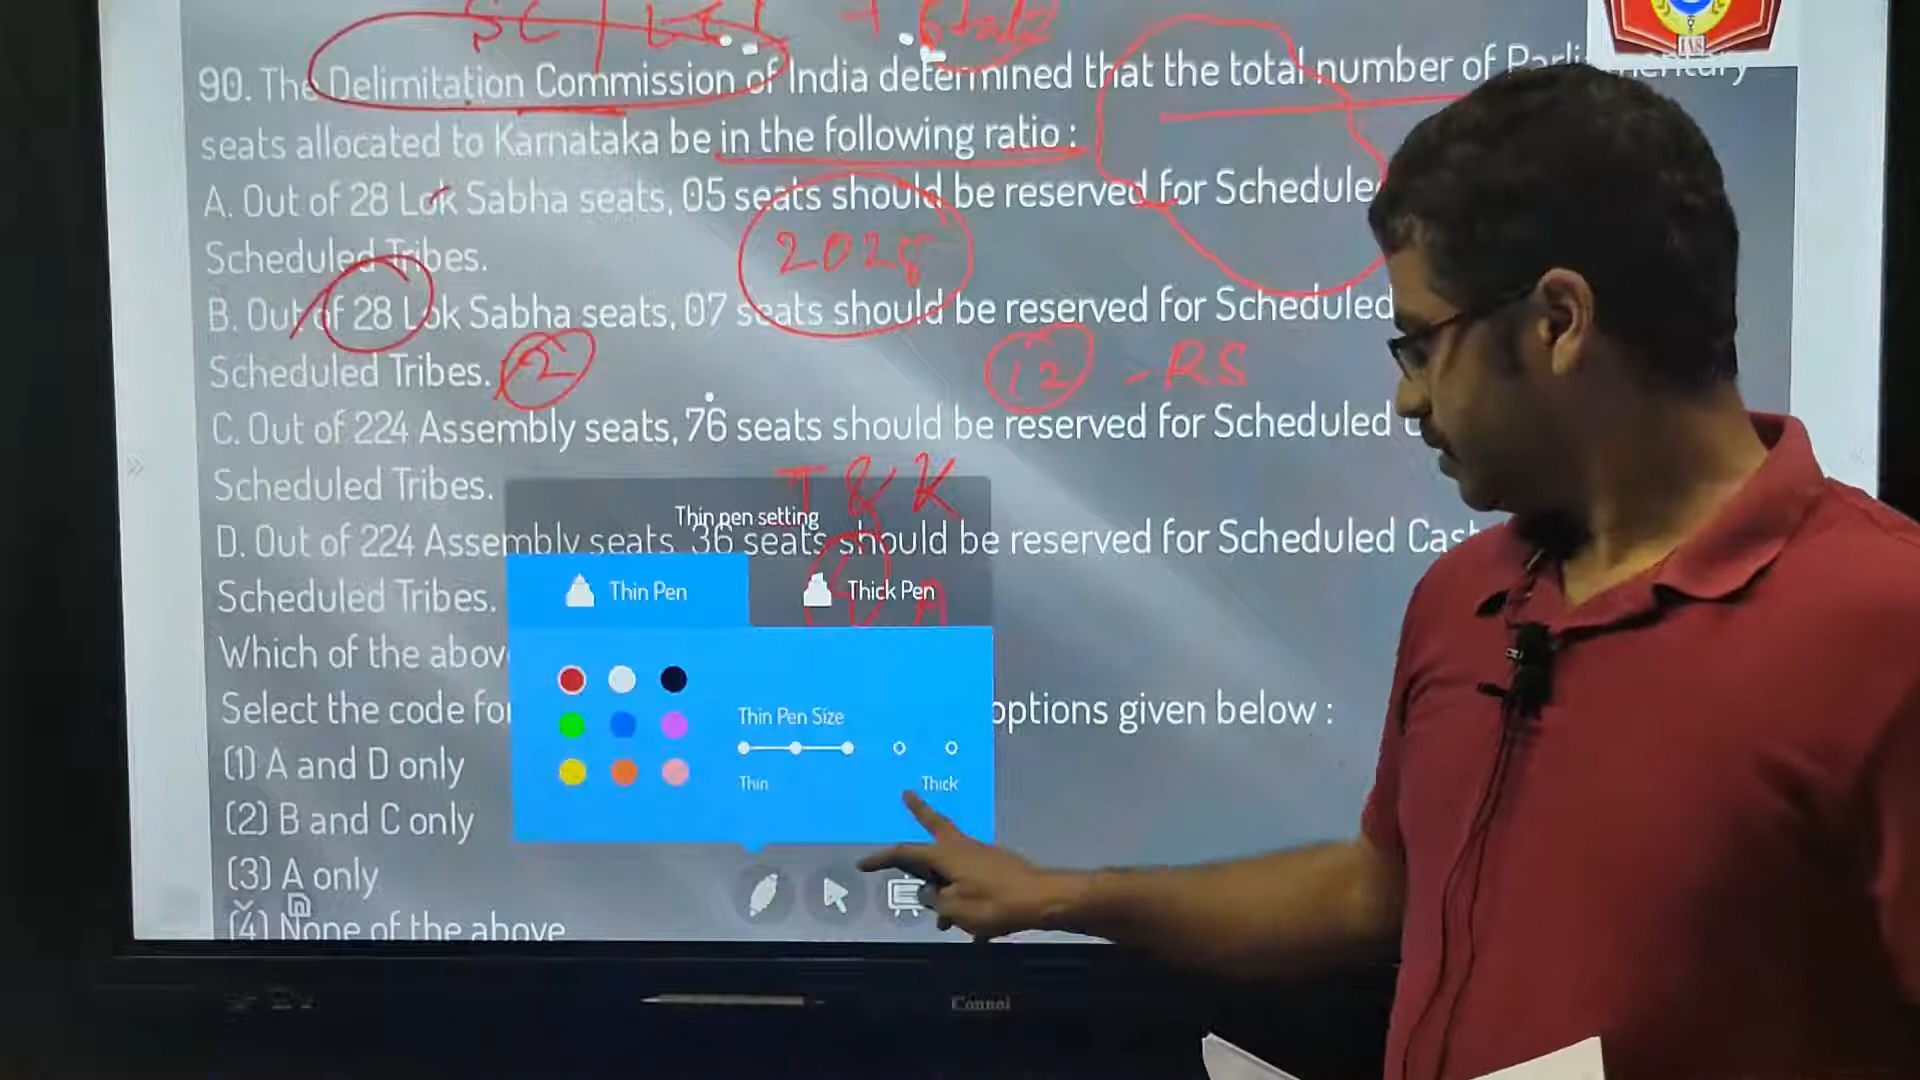 SC
IAS
90. The Delimitation Commission of India determined that the total number of Parliamentary
seats allocated to Karnataka be in the following ratio :
A. Out of 28 Lok Sabha seats, 05 seats should be reserved for Scheduled
2028
Scheduled Tribes.
B. Out of 28 Lok Sabha seats, 07 seats should be reserved for Scheduled
Scheduled Tribes. 2 12 - RS
C. Out of 224 Assembly seats, 76 seats should be reserved for Scheduled
Scheduled Tribes. J & K
Thin pen setting
D. Out of 224 Assembly seats, 36 seats should be reserved for Scheduled Cast
Scheduled Tribes. Thin Pen Thick Pen
Which of the abov
Select the code for options given below :
Thin Pen Size
(1) A and D only
Thin Thick
(2) B and C only
(3) A only
(4) None of the above